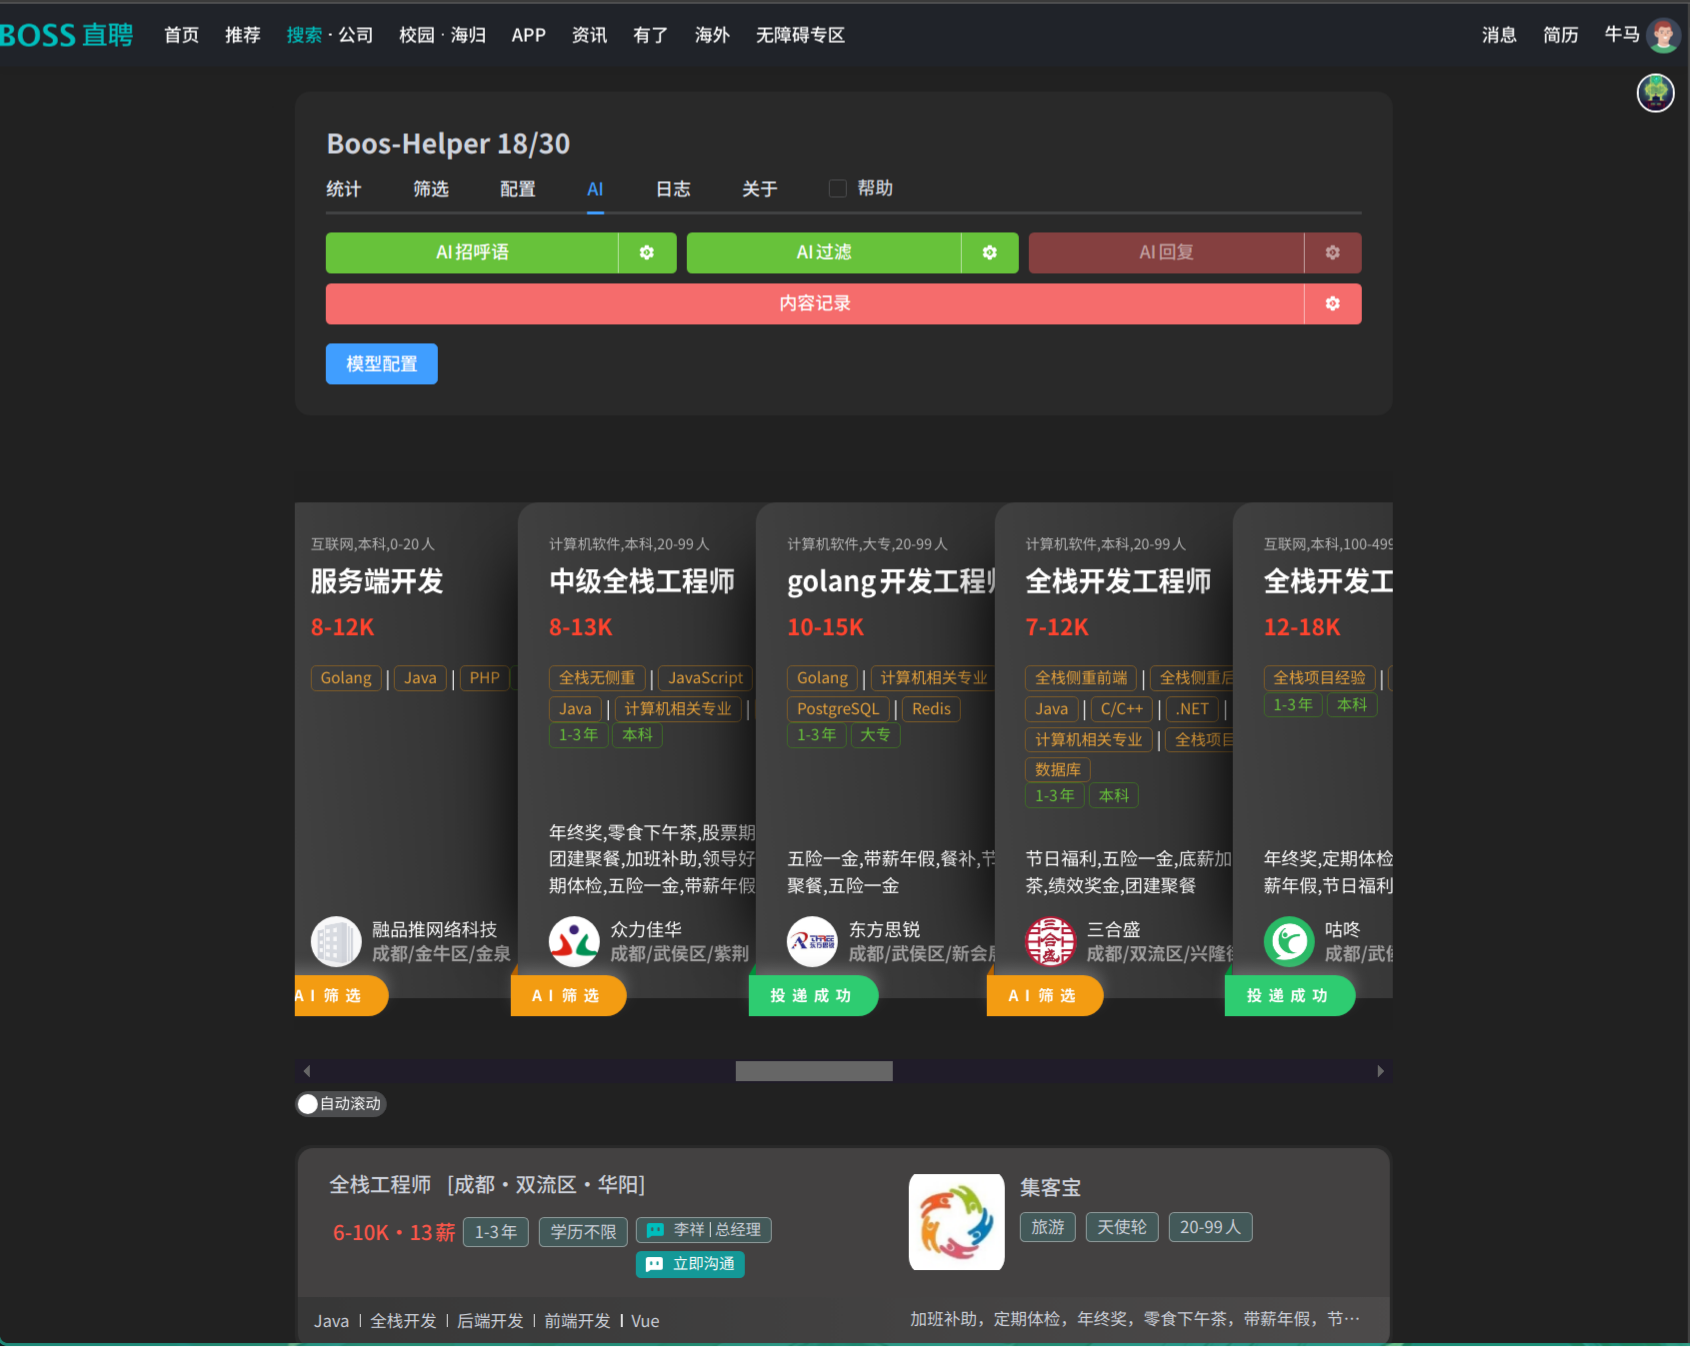 BOSS 直聘 首页 推荐 搜索 · 公司 校园 · 海归 APP 资讯 有了 海外 无障碍专区 消息 简历 牛马
Boos-Helper 18/30
统计 筛选 配置 AI 日志 关于 帮助
AI招呼语 AI过滤 AI回复
内容记录
模型配置
互联网,本科,0-20人
服务端开发
8-12K
Golang | Java | PHP
融品推网络科技
成都/金牛区/金泉
AI筛选
计算机软件,本科,20-99人
中级全栈工程师
8-13K
全栈无侧重 | JavaScript
Java | 计算机相关专业 |
1-3年 本科
年终奖,零食下午茶,股票期
团建聚餐,加班补助,领导好
期体检,五险一金,带薪年假
众力佳华
成都/武侯区/紫荆
AI筛选
计算机软件,大专,20-99人
golang开发工程师
10-15K
Golang | 计算机相关专业
PostgreSQL | Redis
1-3年 大专
五险一金,带薪年假,餐补,节
聚餐,五险一金
东方思锐
成都/武侯区/新会展
投递成功
计算机软件,本科,20-99人
全栈开发工程师
7-12K
全栈侧重前端 | 全栈侧重后
Java | C/C++ | .NET |
计算机相关专业 | 全栈项目
数据库
1-3年 本科
节日福利,五险一金,底薪加
茶,绩效奖金,团建聚餐
三合盛
成都/双流区/兴隆街
AI筛选
互联网,本科,100-499
全栈开发工
12-18K
全栈项目经验 |
1-3年 本科
年终奖,定期体检
薪年假,节日福利
咕咚
成都/武侯
投递成功
自动滚动
全栈工程师 [成都·双流区·华阳]
6-10K·13薪 1-3年 学历不限 李祥|总经理
立即沟通
Java | 全栈开发 | 后端开发 | 前端开发 | Vue
集客宝
旅游 天使轮 20-99人
加班补助，定期体检，年终奖，零食下午茶，带薪年假，节…